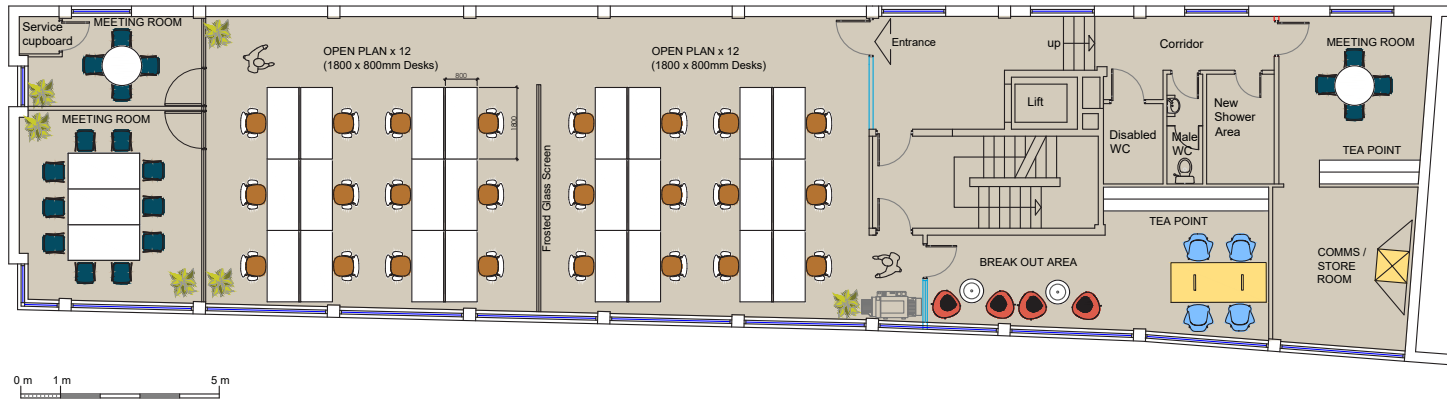 Service
cupboard
MEETING ROOM
MEETING ROOM
OPEN PLAN x 12
(1800 x 800mm Desks)
800
1800
Frosted Glass Screen
OPEN PLAN x 12
(1800 x 800mm Desks)
Entrance
up
Lift
Corridor
Disabled
WC
Male
WC
New
Shower
Area
MEETING ROOM
TEA POINT
TEA POINT
BREAK OUT AREA
COMMS /
STORE
ROOM
0 m
1 m
5 m